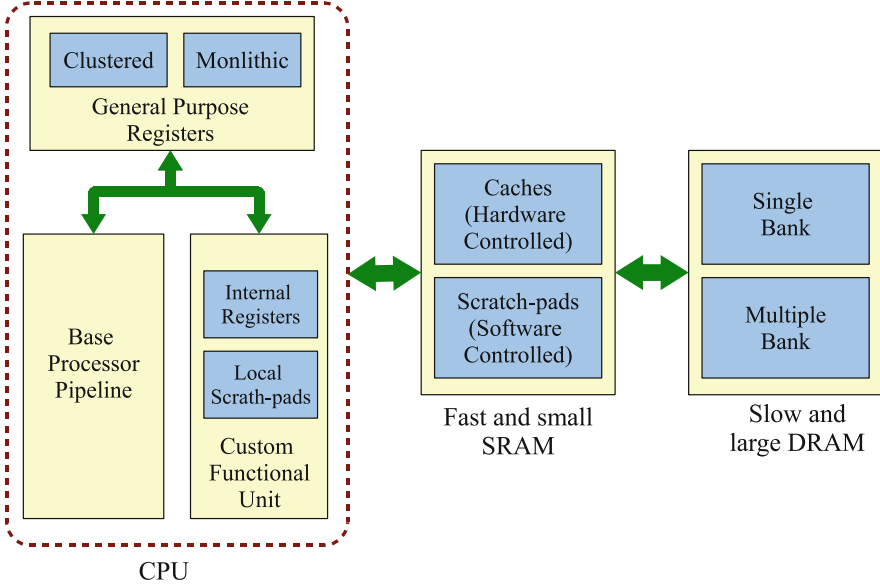 Clustered
Monlithic
General Purpose
Registers
Base
Processor
Pipeline
Internal
Registers
Local
Scrath-pads
Custom
Functional
Unit
CPU
Caches
(Hardware
Controlled)
Scratch-pads
(Software
Controlled)
Fast and small
SRAM
Single
Bank
Multiple
Bank
Slow and
large DRAM